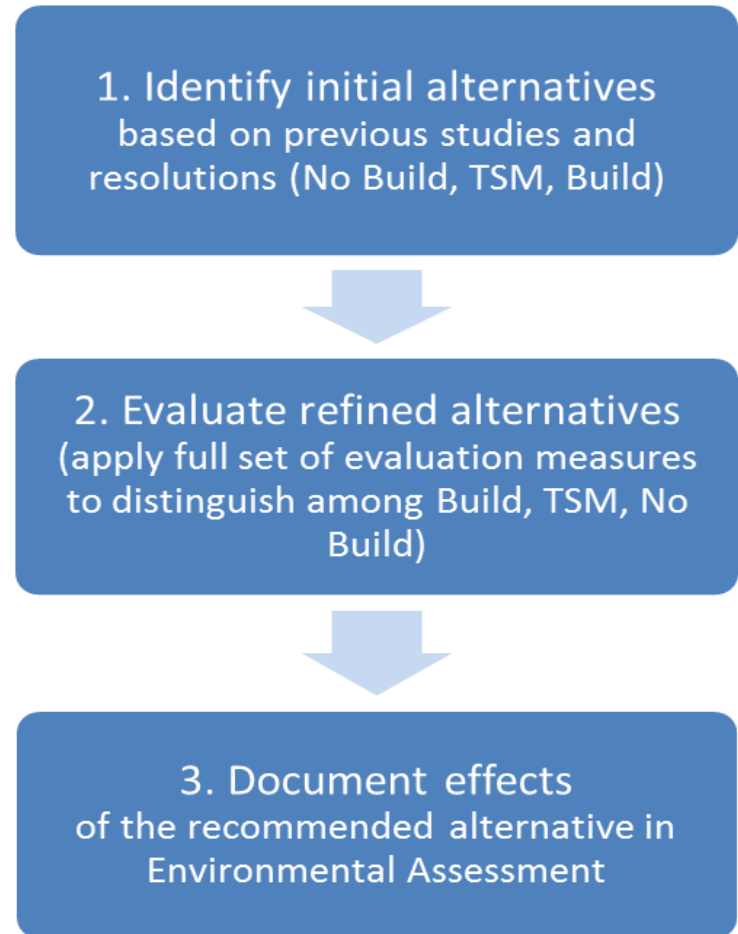 1. Identify initial alternatives
based on previous studies and
resolutions (No Build, TSM, Build)
2. Evaluate refined alternatives
(apply full set of evaluation measures
to distinguish among Build, TSM, No
Build)
3. Document effects
of the recommended alternative in
Environmental Assessment